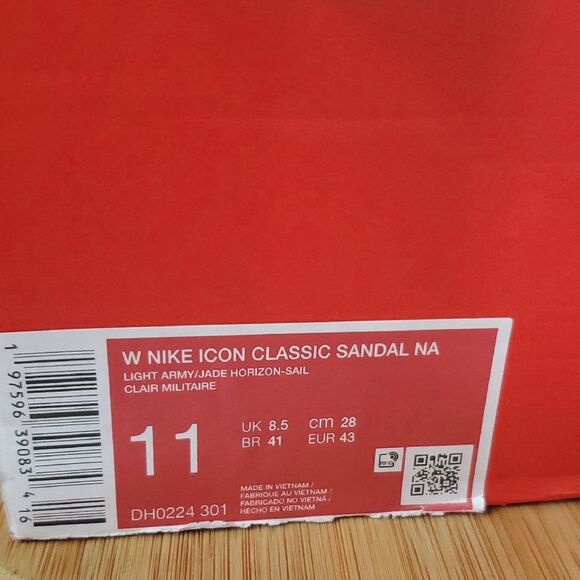 W NIKE ICON CLASSIC SANDAL NA
LIGHT ARMY/JADE HORIZON-SAIL
CLAIR MILITAIRE
11
UK 8.5 cm 28
BR 41 EUR 43
RFID
MADE IN VIETNAM /
FABRIQUE AU VIETNAM /
FABRICADO NO VIETNÃ /
HECHO EN VIETNAM
DH0224 301
1 97596 39083 4 16